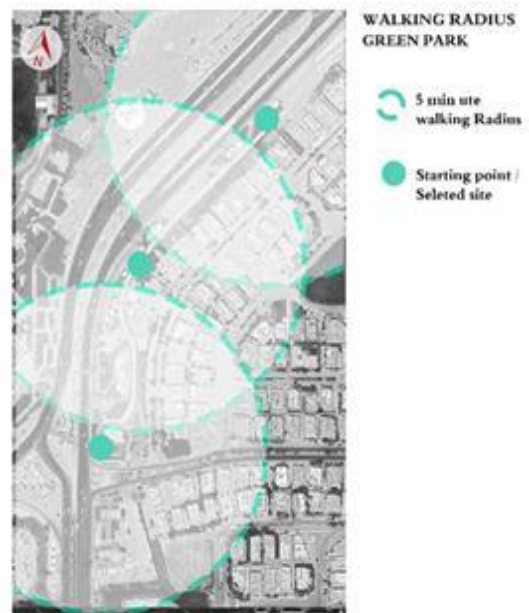 WALKING RADIUS
GREEN PARK
N
5 min ute
walking Radius
Starting point /
Seleted site